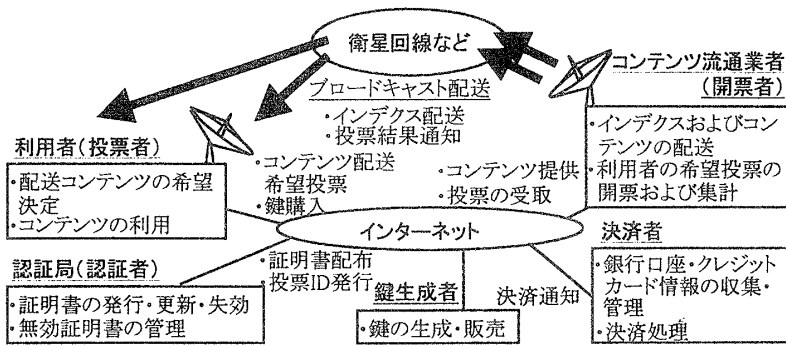 衛星回線など
コンテンツ流通業者
(開票者)
ブロードキャスト配送
・インデクス配送
・投票結果通知
・インデクスおよびコン
テンツの配送
・利用者の希望投票の
開票および集計
利用者(投票者)
・配送コンテンツの希望
決定
・コンテンツの利用
・コンテンツ配送
希望投票
・鍵購入
・コンテンツ提供
・投票の受取
インターネット
認証局(認証者)
・証明書の発行・更新・失効
・無効証明書の管理
・証明書配布
・投票ID発行
鍵生成者
・鍵の生成・販売
決済通知
決済者
・銀行口座・クレジット
カード情報の収集・
管理
・決済処理